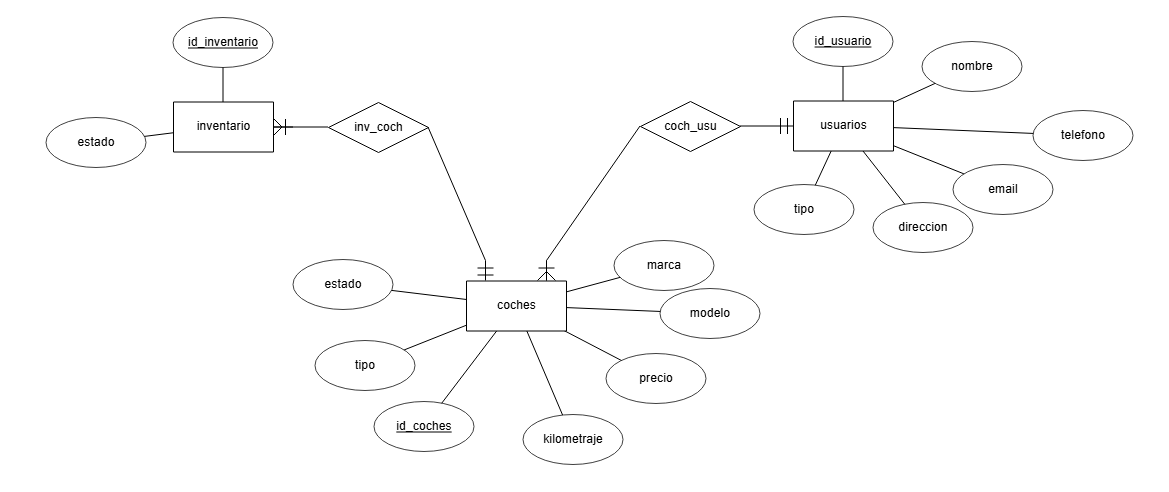 id_inventario
id_usuario
nombre
inventario
inv_coch
coch_usu
usuarios
telefono
estado
email
tipo
direccion
marca
estado
coches
modelo
tipo
precio
id_coches
kilometraje